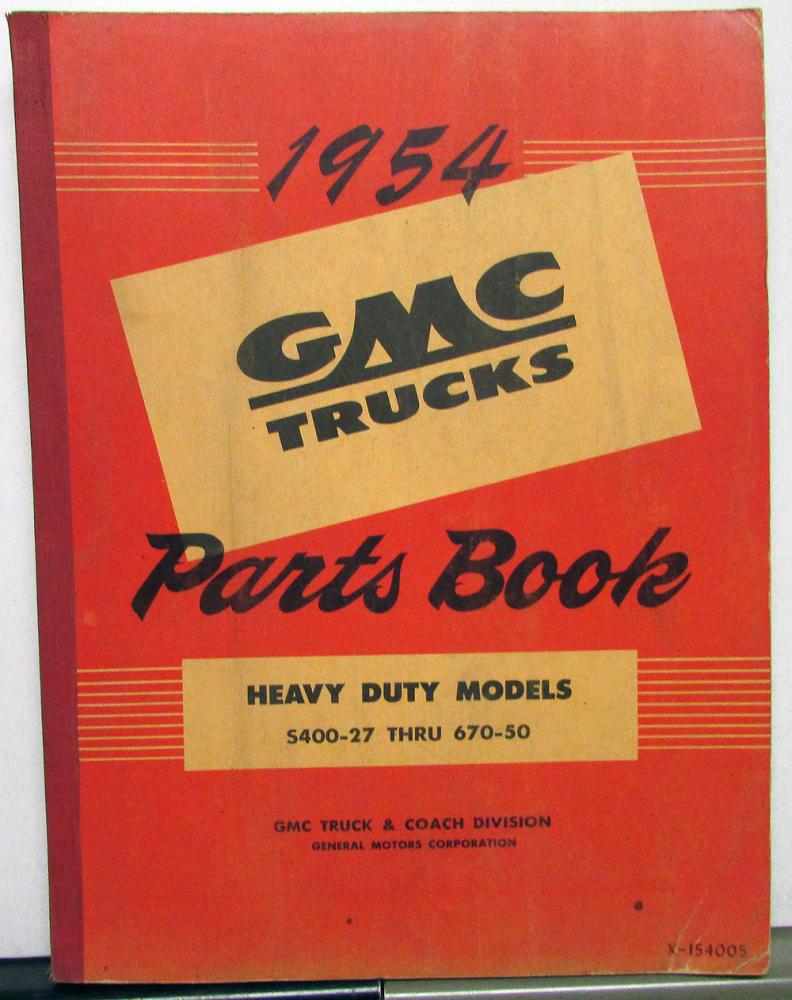 1954
GMC
TRUCKS
Parts Book
HEAVY DUTY MODELS
S400-27 THRU 670-50
GMC TRUCK & COACH DIVISION
GENERAL MOTORS CORPORATION
X-154005